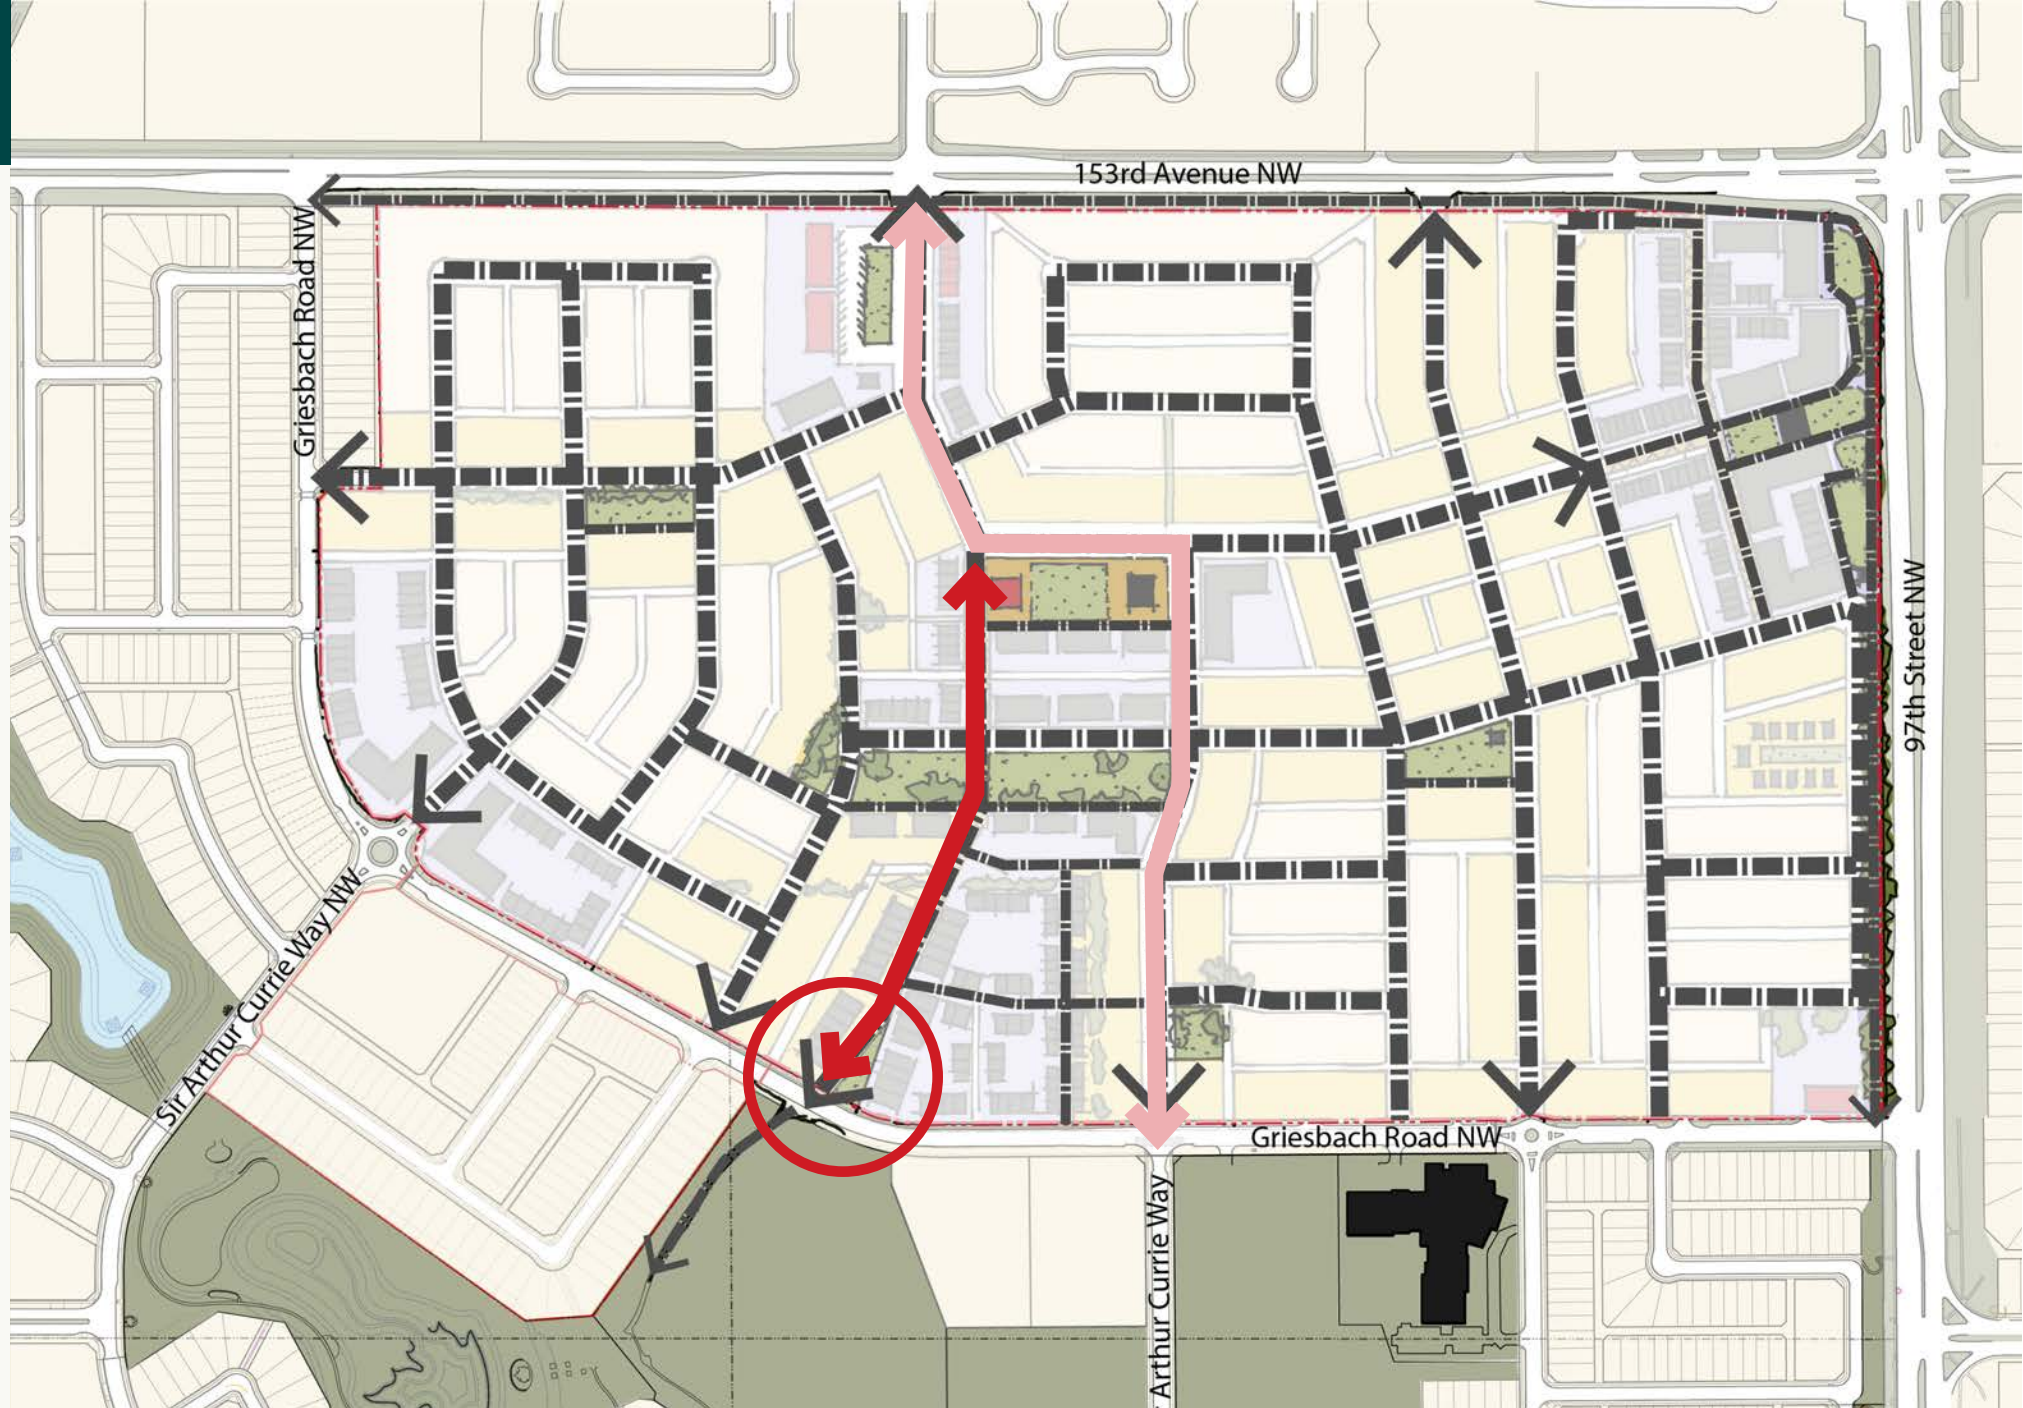 153rd Avenue NW
Griesbach Road NW
97th Street NW
Sir Arthur Currie Way NW
Griesbach Road NW
Arthur Currie Way